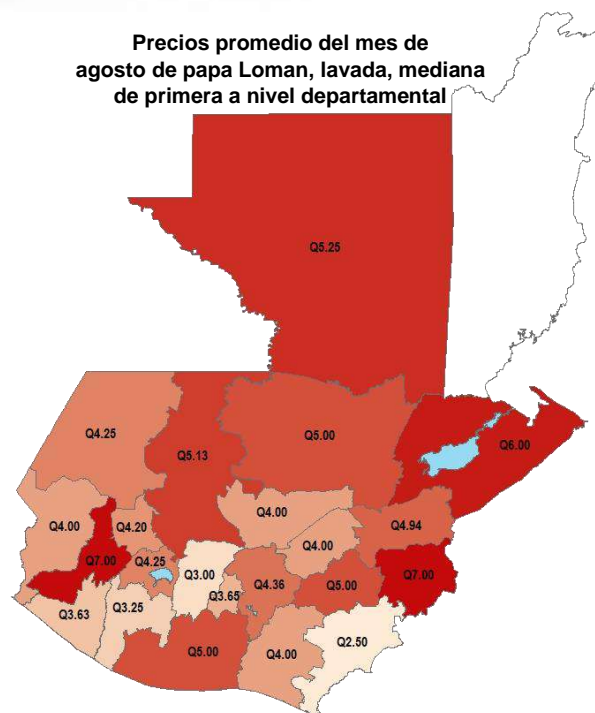 Precios promedio del mes de
agosto de papa Loman, lavada, mediana
de primera a nivel departamental
Q5.25
Q4.25
Q5.13
Q5.00
Q6.00
Q4.00
Q4.20
Q4.00
Q4.94
Q7.00
Q4.25
Q3.00
Q4.00
Q3.63
Q3.25
Q3.65
Q4.36
Q5.00
Q7.00
Q5.00
Q4.00
Q2.50